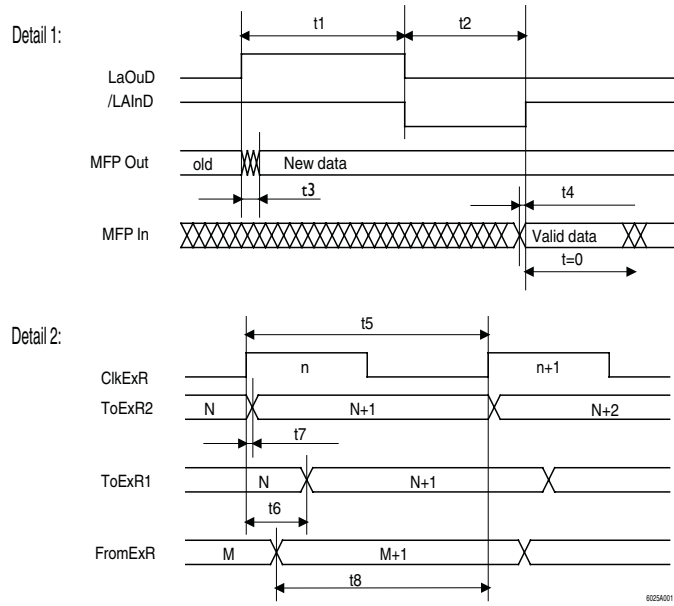 Detail 1:
t1
t2
LaOuD
/LAInD
MFP Out
old
New data
t3
t4
MFP In
Valid data
t=0
Detail 2:
t5
ClkExR
n
n+1
ToExR2
N
N+1
N+2
t7
ToExR1
N
N+1
t6
FromExR
M
M+1
t8
6025A001